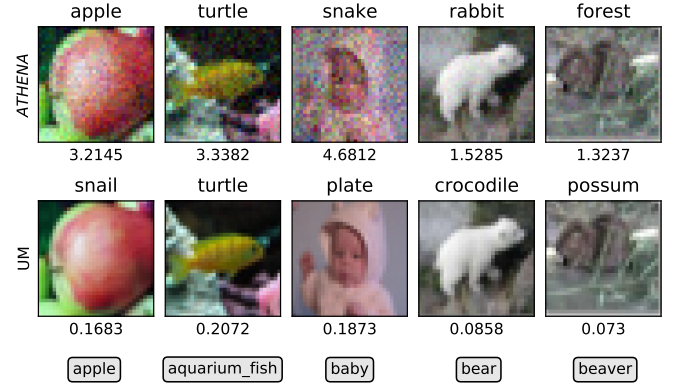 apple turtle snake rabbit forest
ATHENA
3.2145 3.3382 4.6812 1.5285 1.3237
snail turtle plate crocodile possum
UM
0.1683 0.2072 0.1873 0.0858 0.073
apple aquarium_fish baby bear beaver